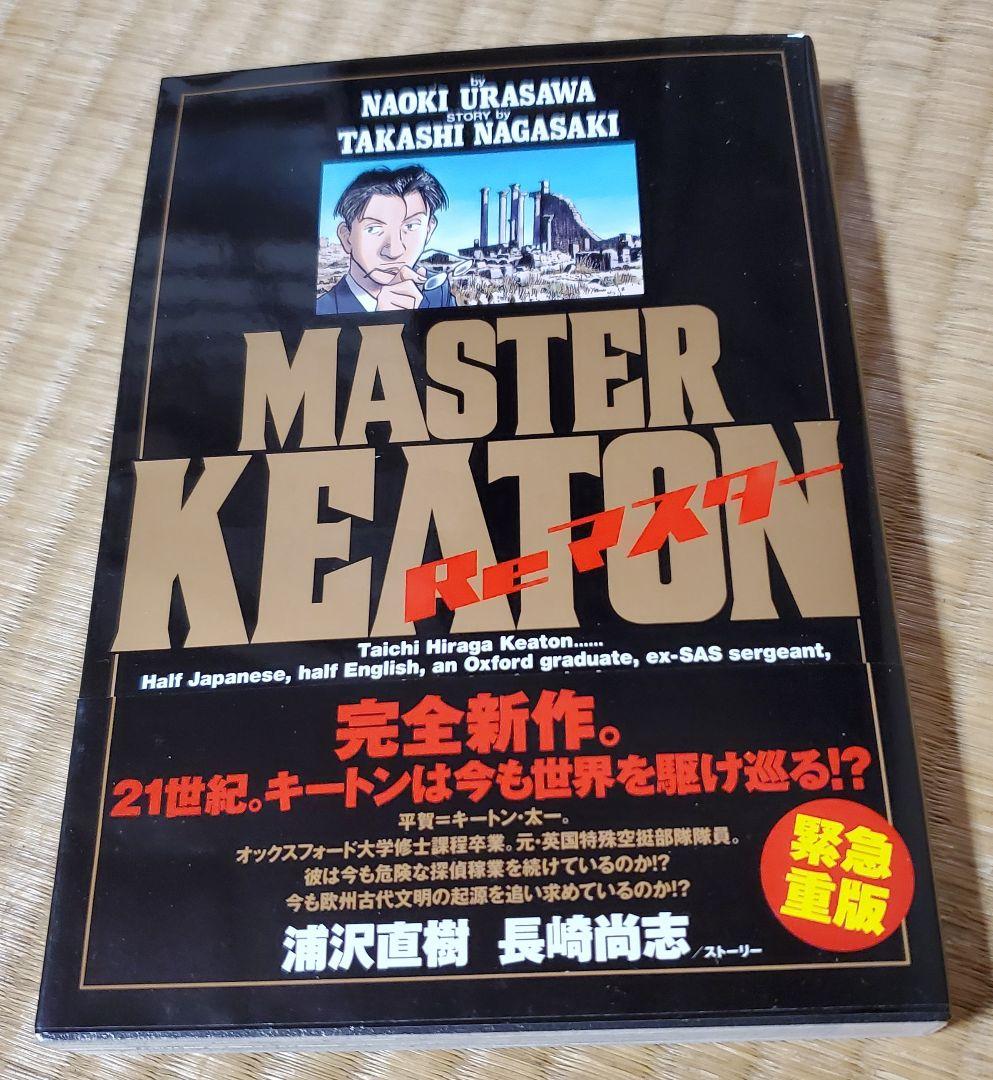 by
NAOKI URASAWA
STORY by
TAKASHI NAGASAKI
MASTER
KEATON
REマスター
Taichi Hiraga Keaton......
Half Japanese, half English, an Oxford graduate, ex-SAS sergeant,
完全新作。
21世紀。キートンは今も世界を駆け巡る!?
平賀=キートン・太一。
オックスフォード大学修士課程卒業。元・英国特殊空挺部隊隊員。
彼は今も危険な探偵稼業を続けているのか!?
今も欧州古代文明の起源を追い求めているのか!?
緊急
重版
浦沢直樹 長崎尚志/ストーリー